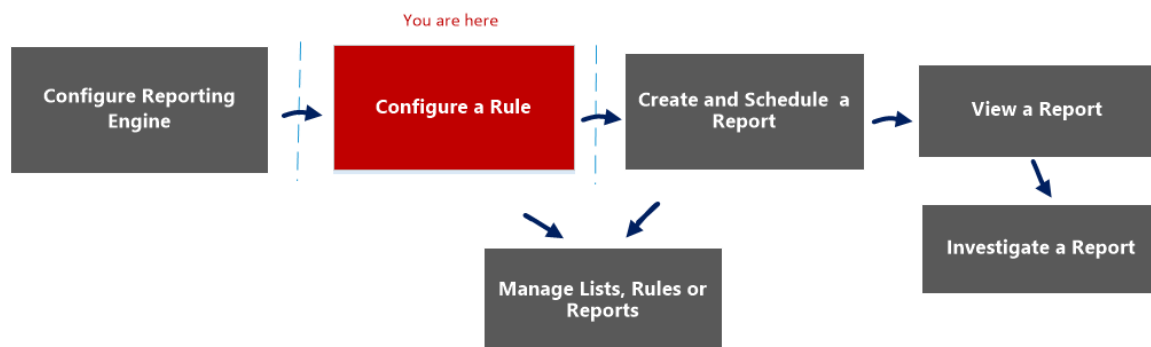 You are here
Configure Reporting
Engine
Configure a Rule
Create and Schedule a
Report
View a Report
Investigate a Report
Manage Lists, Rules or
Reports